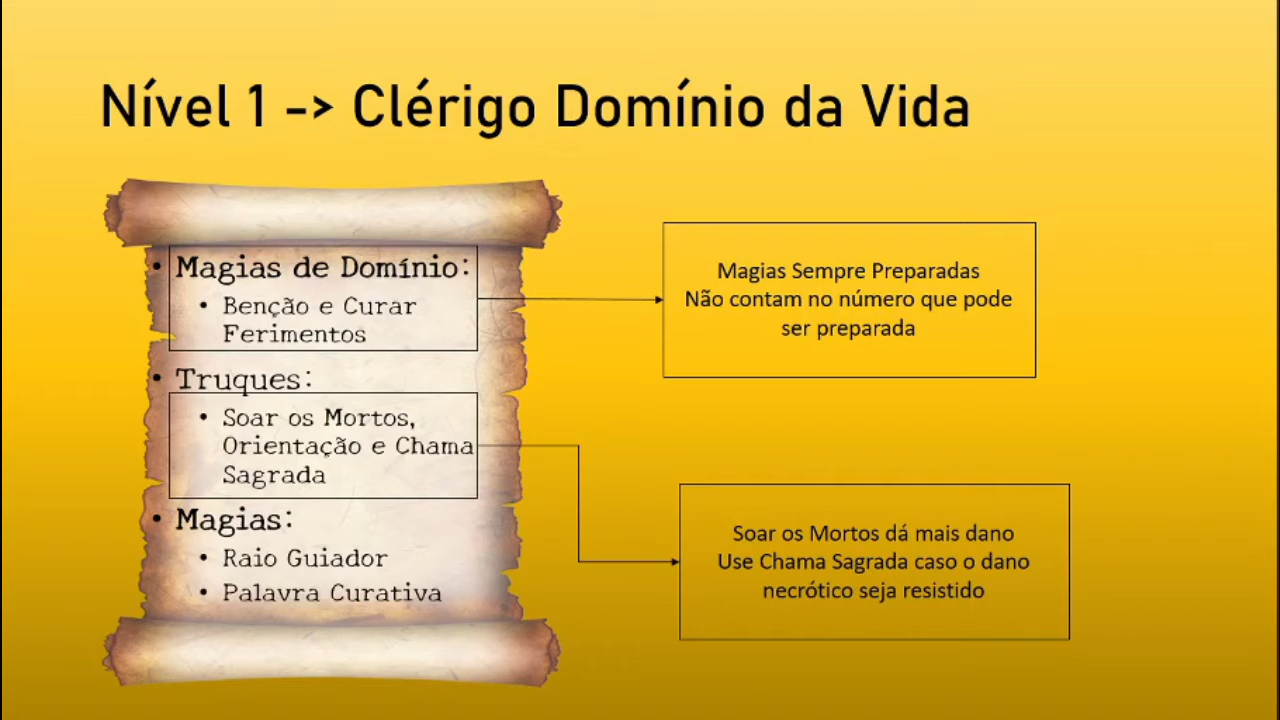 Nível 1 -> Clérigo Domínio da Vida
• Magias de Domínio:
• Benção e Curar
Ferimentos
• Truques:
• Soar os Mortos,
Orientação e Chama
Sagrada
• Magias:
• Raio Guiador
• Palavra Curativa
Magias Sempre Preparadas
Não contam no número que pode
ser preparada
Soar os Mortos dá mais dano
Use Chama Sagrada caso o dano
necrótico seja resistido